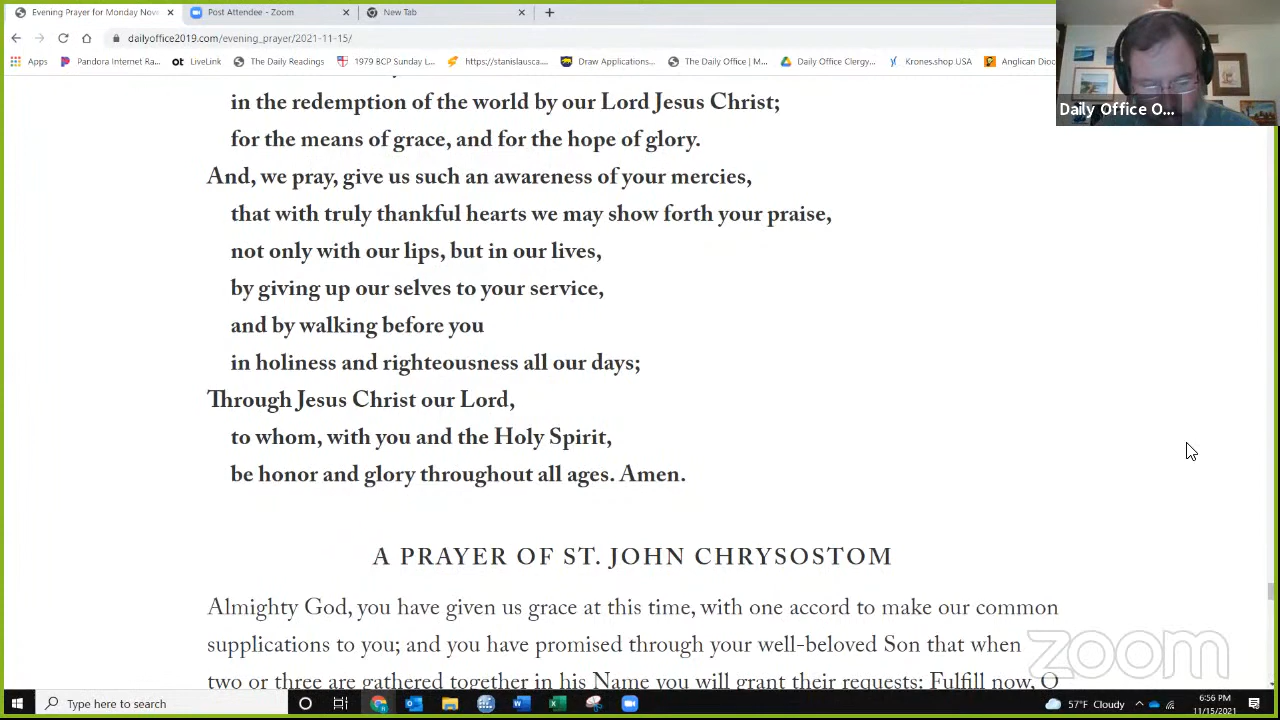 Evening Prayer for Monday Nov
Post Attendee - Zoom
New Tab
dailyoffice2019.com/evening_prayer/2021-11-15/
Apps
Pandora Internet Ra...
ot LiveLink
The Daily Readings
1979 BCP Sunday L...
https://stanislausca...
Draw Applications...
The Daily Office | M...
Daily Office Clergy...
Krones.shop USA
Anglican Dioc
Daily Office O...
in the redemption of the world by our Lord Jesus Christ;
for the means of grace, and for the hope of glory.
And, we pray, give us such an awareness of your mercies,
that with truly thankful hearts we may show forth your praise,
not only with our lips, but in our lives,
by giving up our selves to your service,
and by walking before you
in holiness and righteousness all our days;
Through Jesus Christ our Lord,
to whom, with you and the Holy Spirit,
be honor and glory throughout all ages. Amen.
A PRAYER OF ST. JOHN CHRYSOSTOM
Almighty God, you have given us grace at this time, with one accord to make our common
supplications to you; and you have promised through your well-beloved Son that when
two or three are gathered together in his Name you will grant their requests: Fulfill now, O
zoom
Type here to search
57°F Cloudy
6:56 PM
11/15/2021